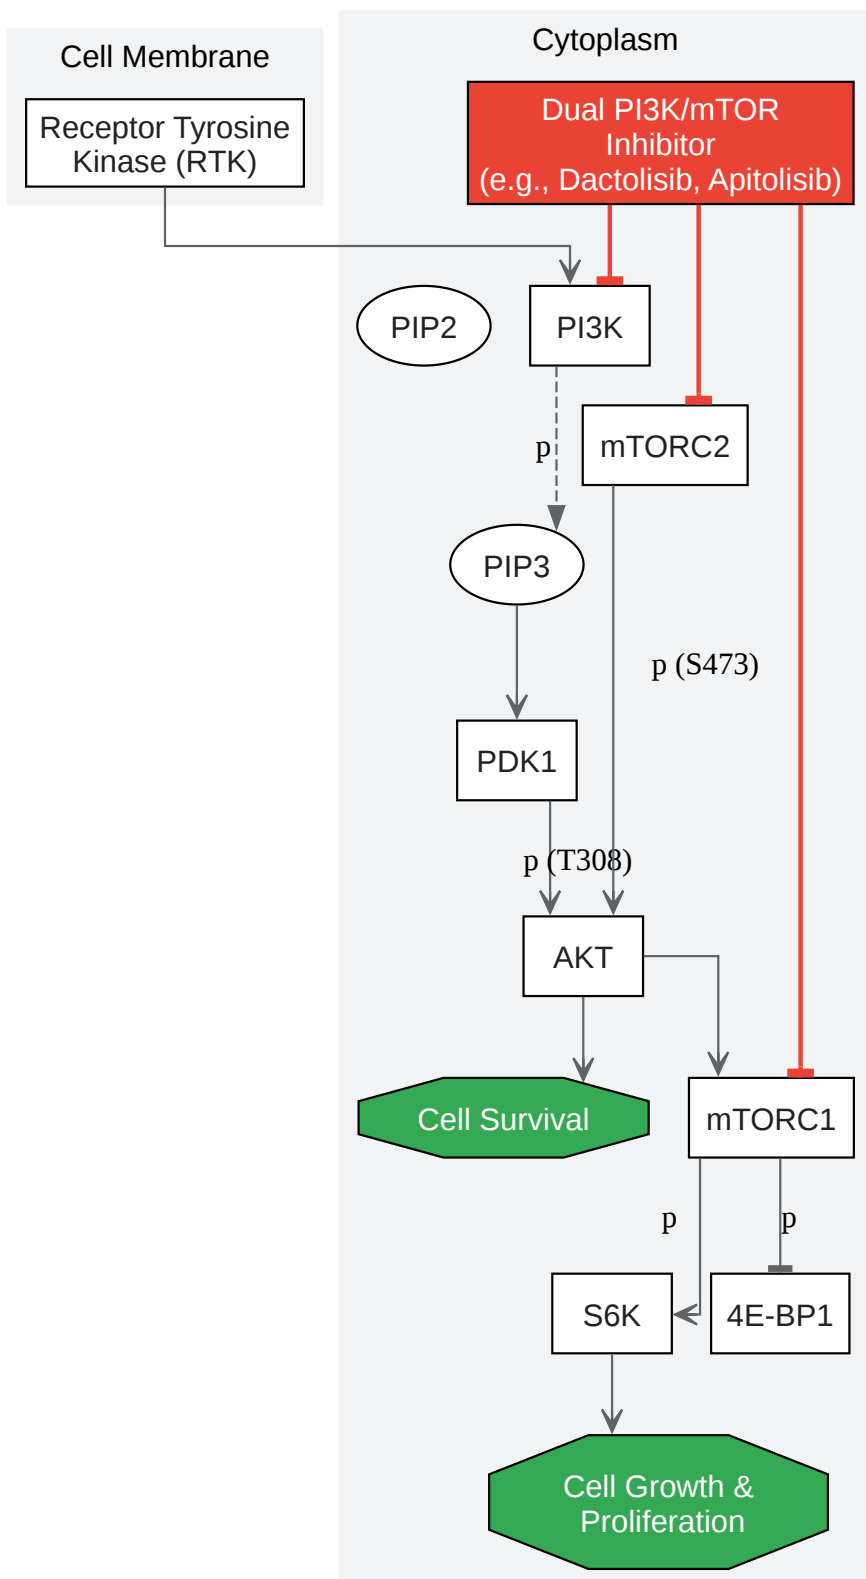 Cell Membrane
Cytoplasm
Receptor Tyrosine
Kinase (RTK)
Dual PI3K/mTOR
Inhibitor
(e.g., Dactolisib, Apitolisib)
PIP2
PI3K
p
mTORC2
PIP3
p (S473)
PDK1
p (T308)
AKT
Cell Survival
mTORC1
p
p
S6K
4E-BP1
Cell Growth &
Proliferation